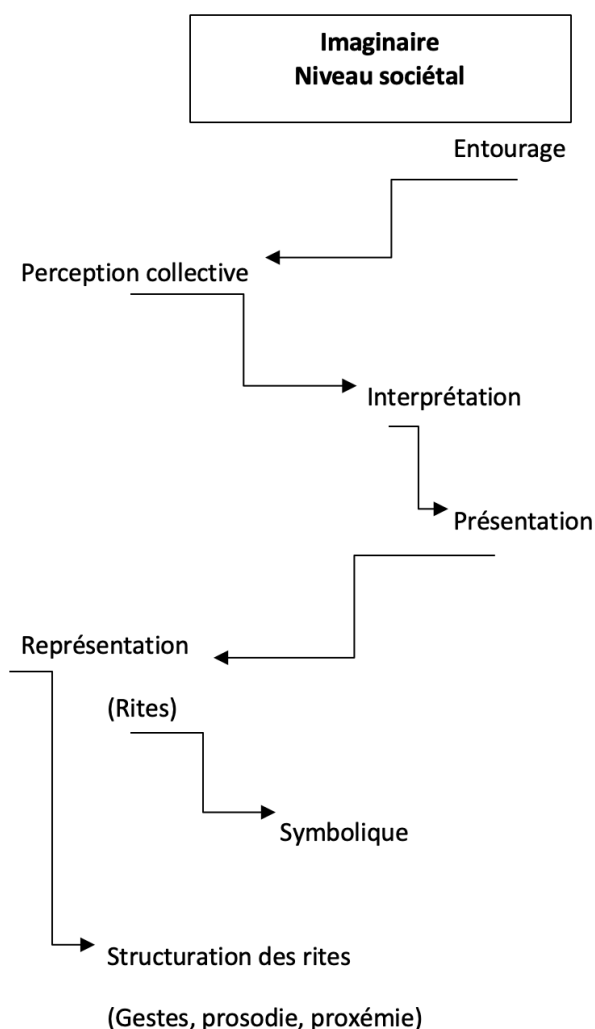 Imaginaire
Niveau sociétal
Entourage
Perception collective
Interprétation
Présentation
Représentation
(Rites)
Symbolique
Structuration des rites
(Gestes, prosodie, proxémie)